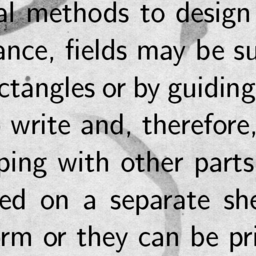 al methods to design
ance, fields may be su
ctangles or by guiding
write and, therefore,
ping with other parts
ed on a separate she
rm or they can be pri